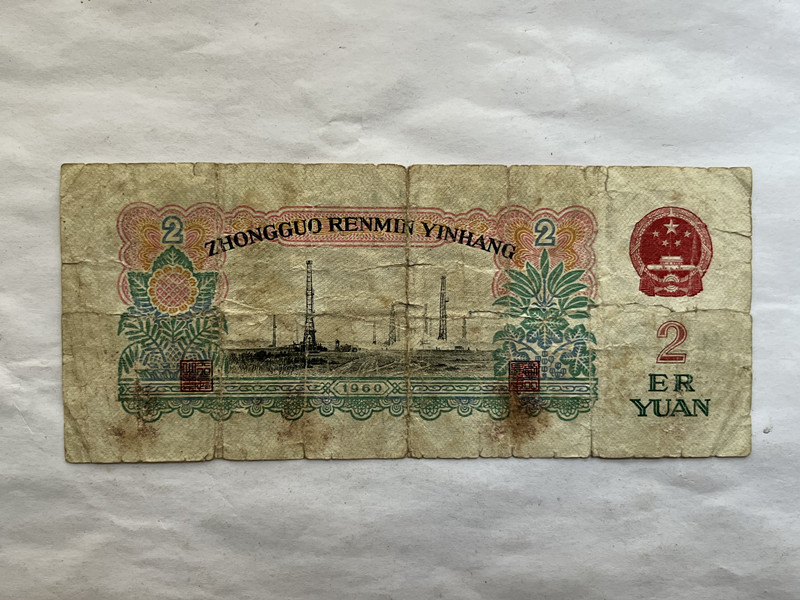 2
2
ZHONGGUO RENMIN YINHANG
1960
2
ER
YUAN